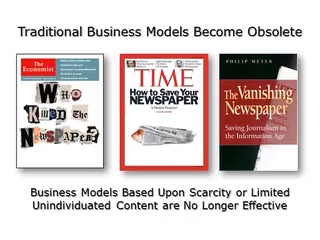 Traditional Business Models Become Obsolete
The Economist
WHO
KiLLED THE
NEWSPAPER?
TIME
How to Save Your
NEWSPAPER
PHILIP MEYER
The Vanishing
Newspaper
Saving Journalism in
the Information Age
Business Models Based Upon Scarcity or Limited
Unindividuated Content are No Longer Effective